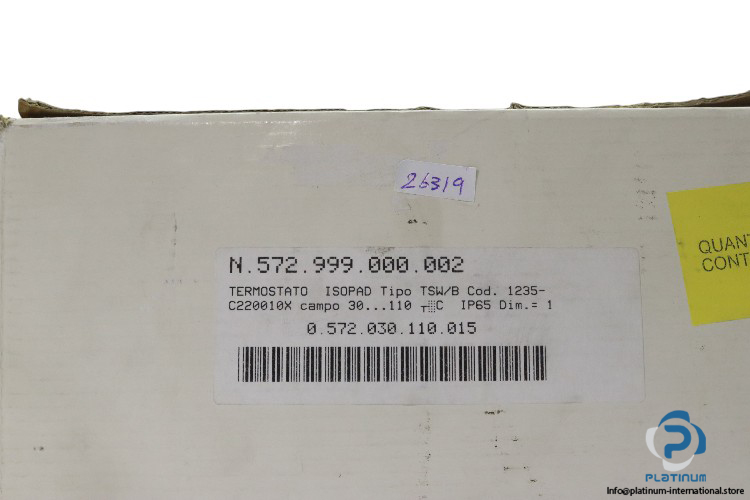 26319
QUANT
CONT
N.572.999.000.002
TERMOSTATO ISOPAD Tipo TSW/B Cod. 1235-
C220010X campo 30...110 ┬░C IP65 Dim.= 1
0.572.030.110.015
PLATINUM
Info@platinum-international.store